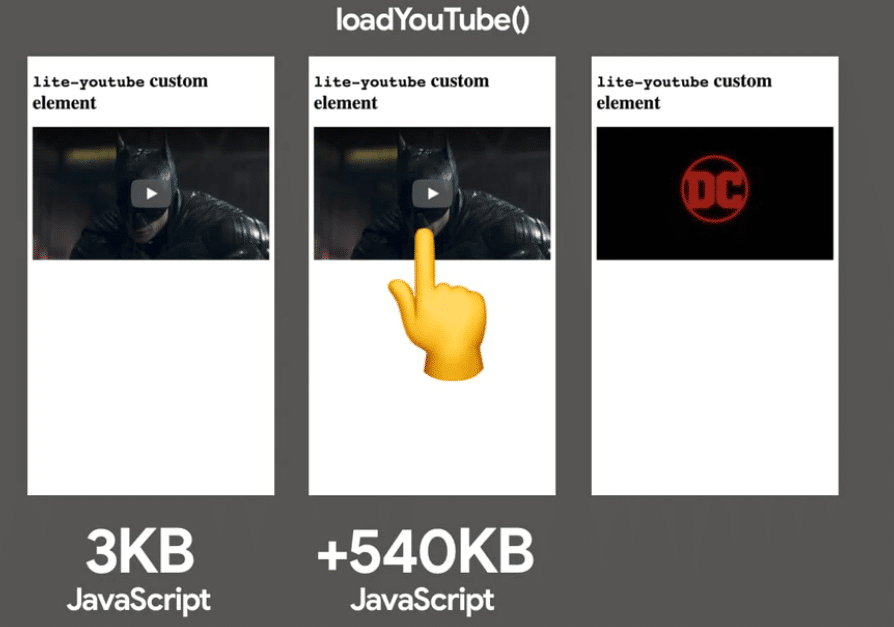 loadYouTube()
lite-youtube custom
element
lite-youtube custom
element
lite-youtube custom
element
DC
3KB
JavaScript
+540KB
JavaScript